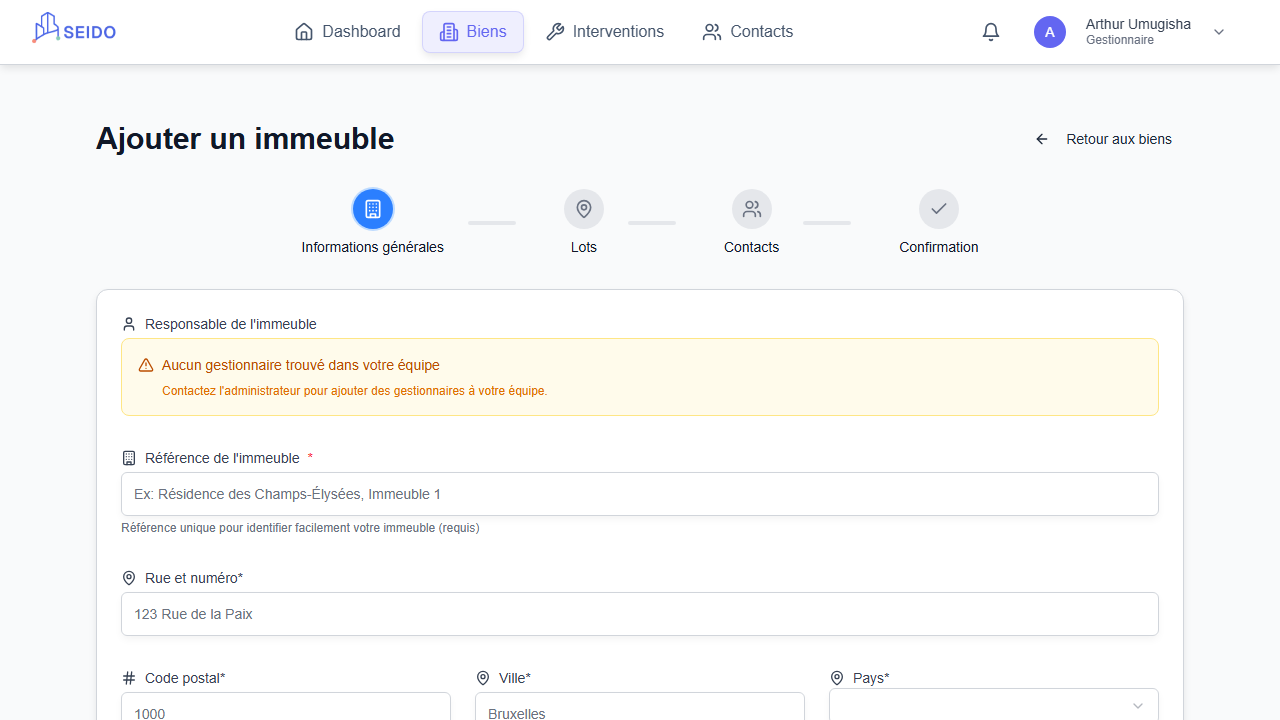 SEIDO
Dashboard
Biens
Interventions
Contacts
A
Arthur Umugisha
Gestionnaire
Ajouter un immeuble
Retour aux biens
Informations générales
Lots
Contacts
Confirmation
Responsable de l'immeuble
Aucun gestionnaire trouvé dans votre équipe
Contactez l'administrateur pour ajouter des gestionnaires à votre équipe.
Référence de l'immeuble *
Ex: Résidence des Champs-Élysées, Immeuble 1
Référence unique pour identifier facilement votre immeuble (requis)
Rue et numéro*
123 Rue de la Paix
Code postal*
Ville*
Pays*
1000
Bruxelles